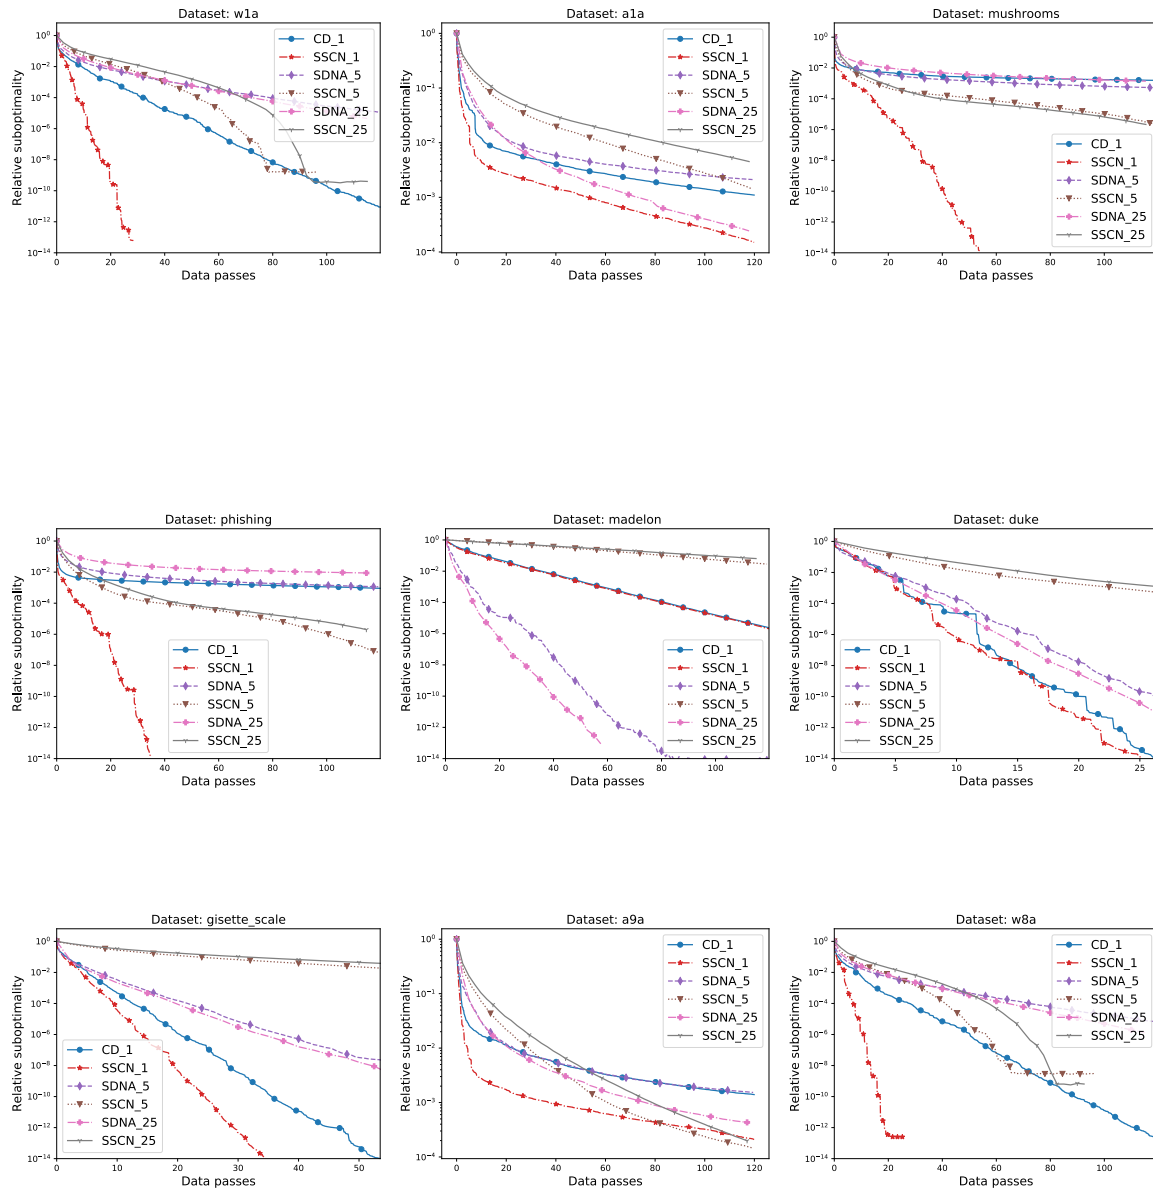 Dataset: w1a
Relative suboptimality
10^0
10^-2
10^-4
10^-6
10^-8
10^-10
10^-12
10^-14
0 20 40 60 80 100
Data passes
CD_1
SSCN_1
SDNA_5
SSCN_5
SDNA_25
SSCN_25
Dataset: a1a
Relative suboptimality
10^0
10^-1
10^-2
10^-3
10^-4
0 20 40 60 80 100 120
Data passes
CD_1
SSCN_1
SDNA_5
SSCN_5
SDNA_25
SSCN_25
Dataset: mushrooms
Relative suboptimality
10^0
10^-2
10^-4
10^-6
10^-8
10^-10
10^-12
10^-14
0 20 40 60 80 100
Data passes
CD_1
SSCN_1
SDNA_5
SSCN_5
SDNA_25
SSCN_25
Dataset: phishing
Relative suboptimality
10^0
10^-2
10^-4
10^-6
10^-8
10^-10
10^-12
10^-14
0 20 40 60 80 100
Data passes
CD_1
SSCN_1
SDNA_5
SSCN_5
SDNA_25
SSCN_25
Dataset: madelon
Relative suboptimality
10^0
10^-2
10^-4
10^-6
10^-8
10^-10
10^-12
10^-14
0 20 40 60 80 100
Data passes
CD_1
SSCN_1
SDNA_5
SSCN_5
SDNA_25
SSCN_25
Dataset: duke
Relative suboptimality
10^0
10^-2
10^-4
10^-6
10^-8
10^-10
10^-12
10^-14
0 5 10 15 20 25
Data passes
CD_1
SSCN_1
SDNA_5
SSCN_5
SDNA_25
SSCN_25
Dataset: gisette_scale
Relative suboptimality
10^0
10^-2
10^-4
10^-6
10^-8
10^-10
10^-12
10^-14
0 10 20 30 40 50
Data passes
CD_1
SSCN_1
SDNA_5
SSCN_5
SDNA_25
SSCN_25
Dataset: a9a
Relative suboptimality
10^0
10^-1
10^-2
10^-3
10^-4
0 20 40 60 80 100 120
Data passes
CD_1
SSCN_1
SDNA_5
SSCN_5
SDNA_25
SSCN_25
Dataset: w8a
Relative suboptimality
10^0
10^-2
10^-4
10^-6
10^-8
10^-10
10^-12
10^-14
0 20 40 60 80 100
Data passes
CD_1
SSCN_1
SDNA_5
SSCN_5
SDNA_25
SSCN_25